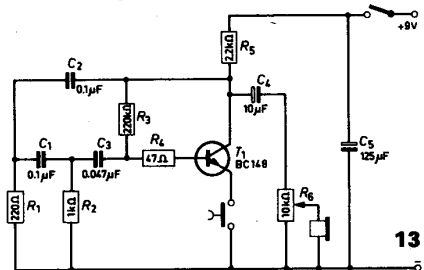 +9V
R5
2.2kΩ
C2
0.1µF
C4
10µF
R3
220kΩ
C5
125µF
C1
0.1µF
C3
0.047µF
R4
47Ω
T1
BC148
R1
220Ω
R2
1kΩ
R6
10kΩ
13
–